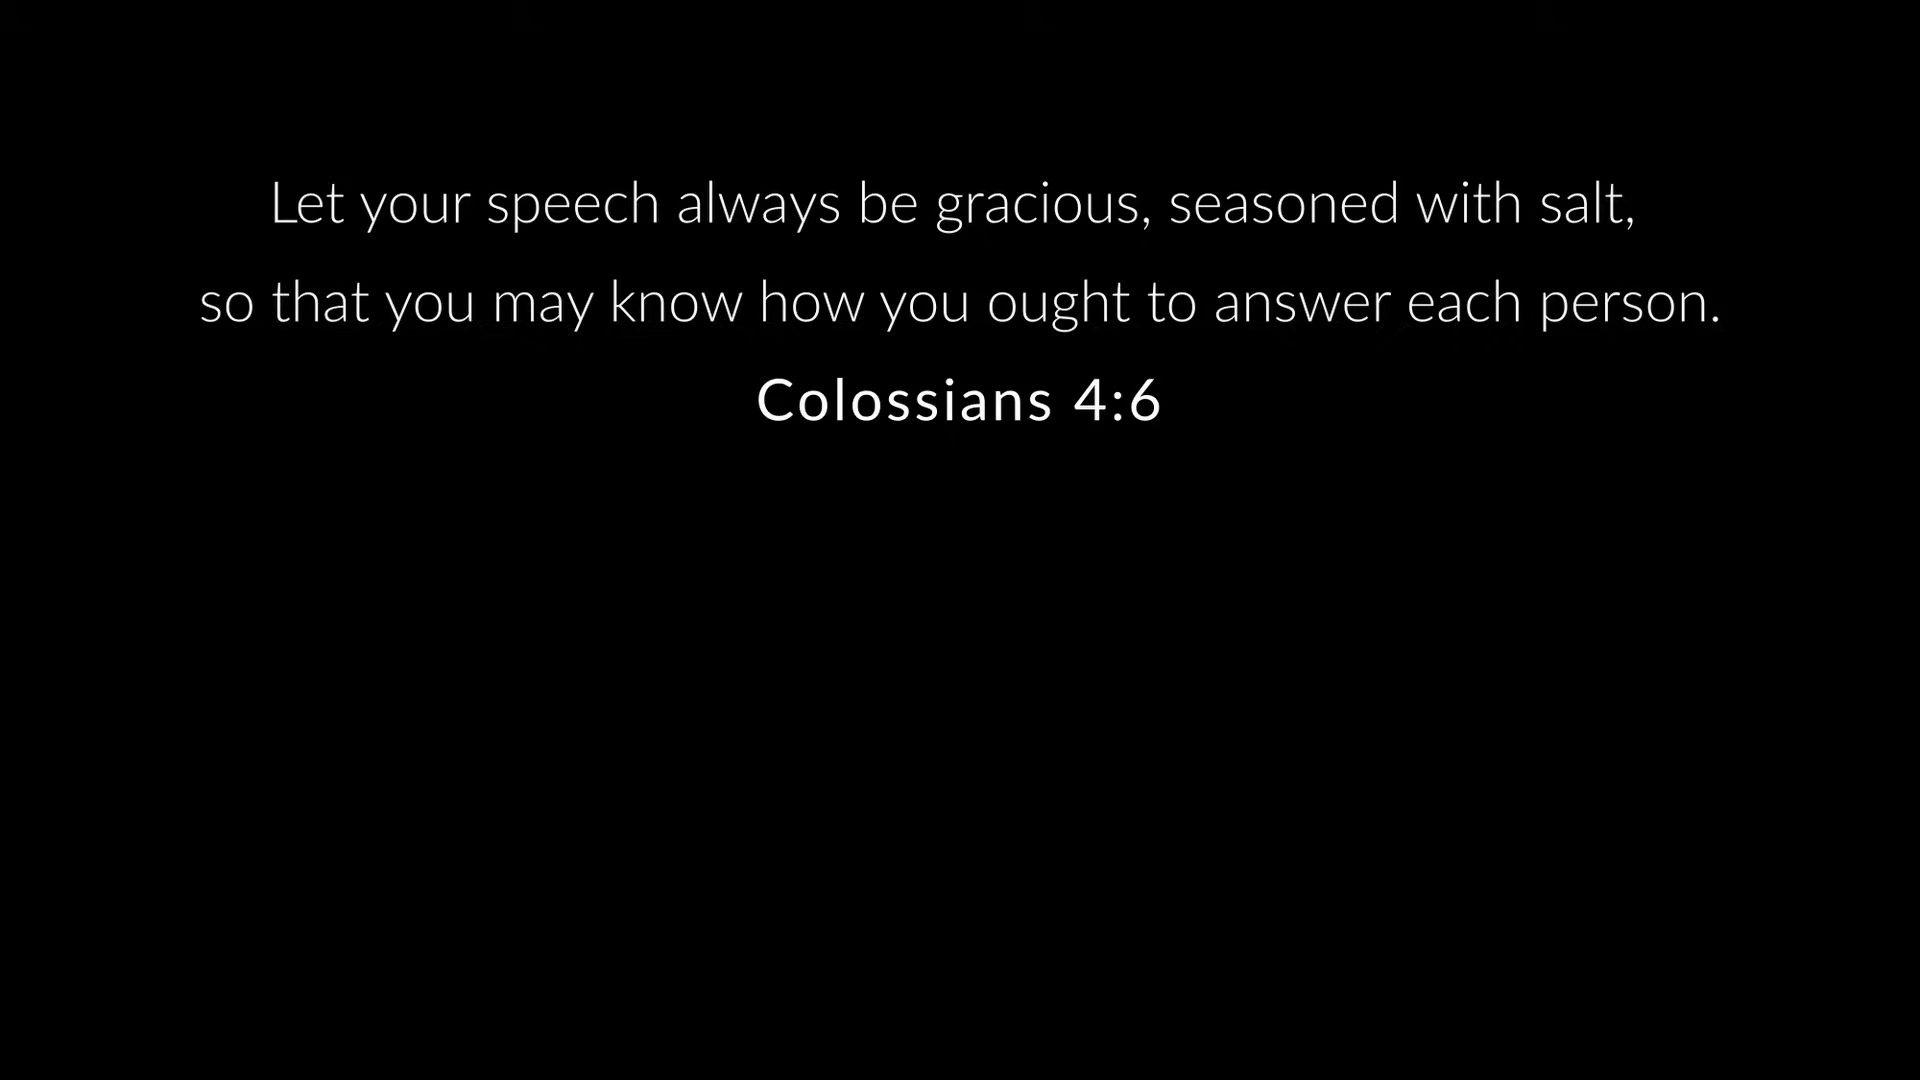 Let your speech always be gracious, seasoned with salt,
so that you may know how you ought to answer each person.
Colossians 4:6